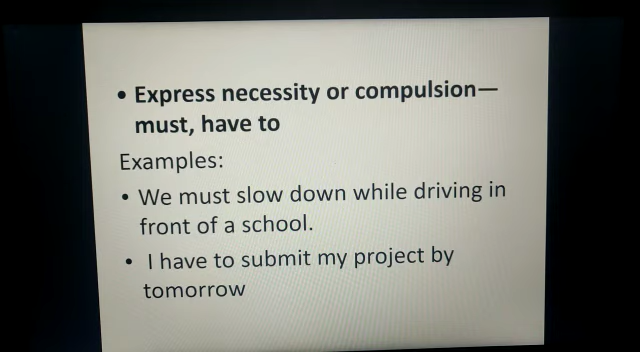 • Express necessity or compulsion—
must, have to
Examples:
• We must slow down while driving in
front of a school.
• I have to submit my project by
tomorrow